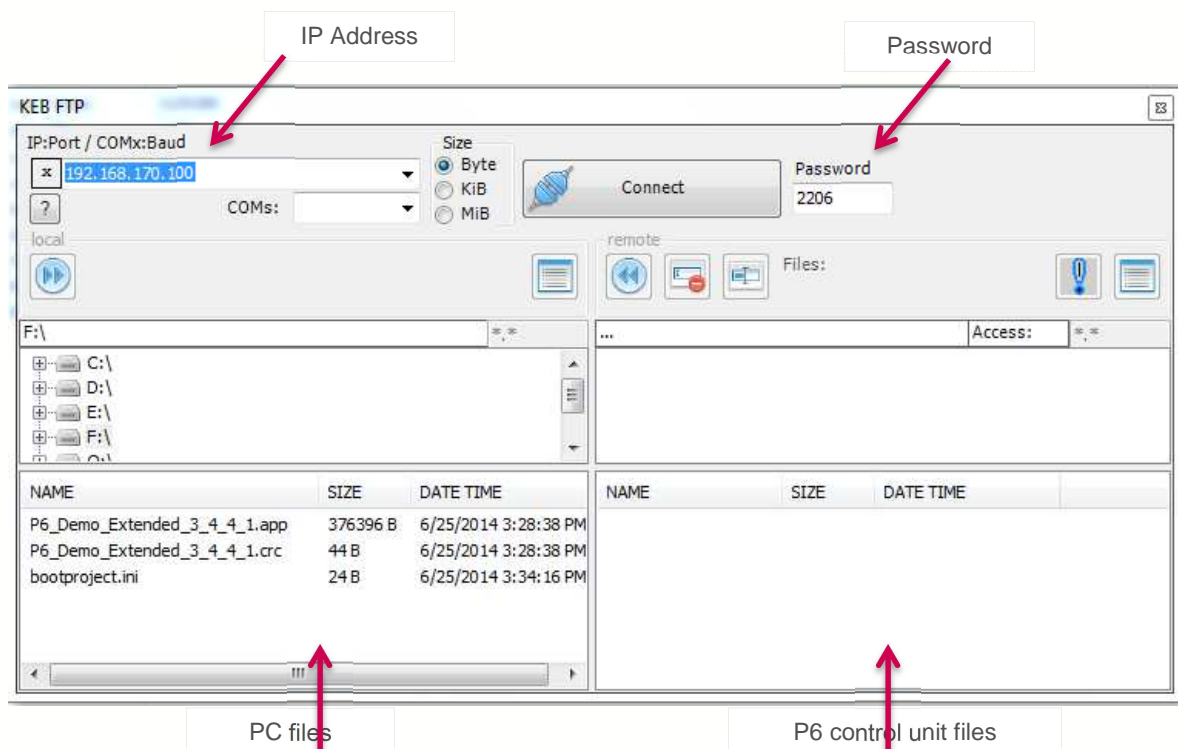 IP Address
Password
KEB FTP
IP:Port / COMx:Baud
x
192.168.170.100
?
COMs:
Size
Byte
KiB
MiB
Connect
Password
2206
local
remote
Files:
F:\
*.*
...
Access:
*.*
C:\
D:\
E:\
F:\
NAME SIZE DATE TIME
P6_Demo_Extended_3_4_4_1.app 376396 B 6/25/2014 3:28:38 PM
P6_Demo_Extended_3_4_4_1.crc 44 B 6/25/2014 3:28:38 PM
bootproject.ini 24 B 6/25/2014 3:34:16 PM
NAME SIZE DATE TIME
PC files
P6 control unit files